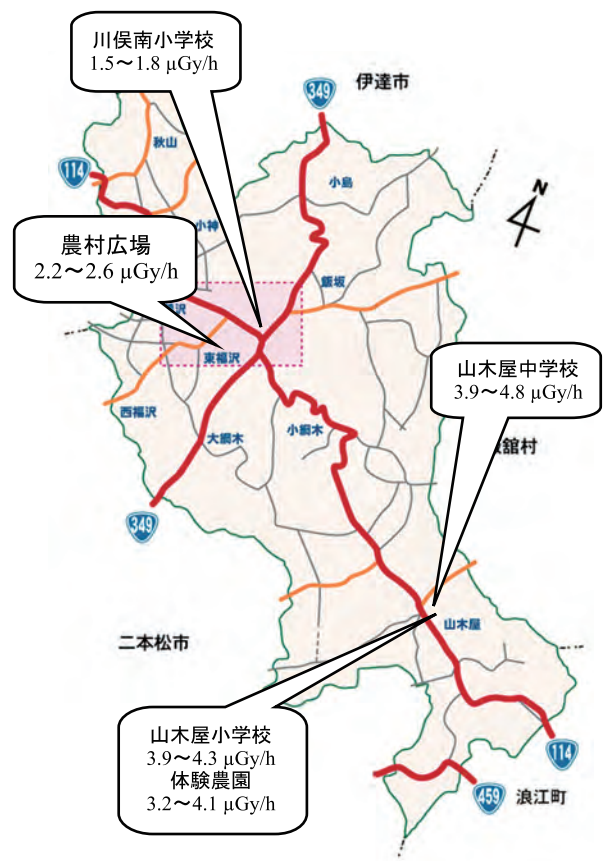 川俣南小学校
1.5～1.8 μGy/h
伊達市
349
秋山
114
小島
N
小神
農村広場
2.2～2.6 μGy/h
飯坂
沢
東福沢
山木屋中学校
3.9～4.8 μGy/h
西福沢
大綱木
小綱木
舘村
349
山木屋
二本松市
山木屋小学校
3.9～4.3 μGy/h
体験農園
3.2～4.1 μGy/h
114
459
浪江町